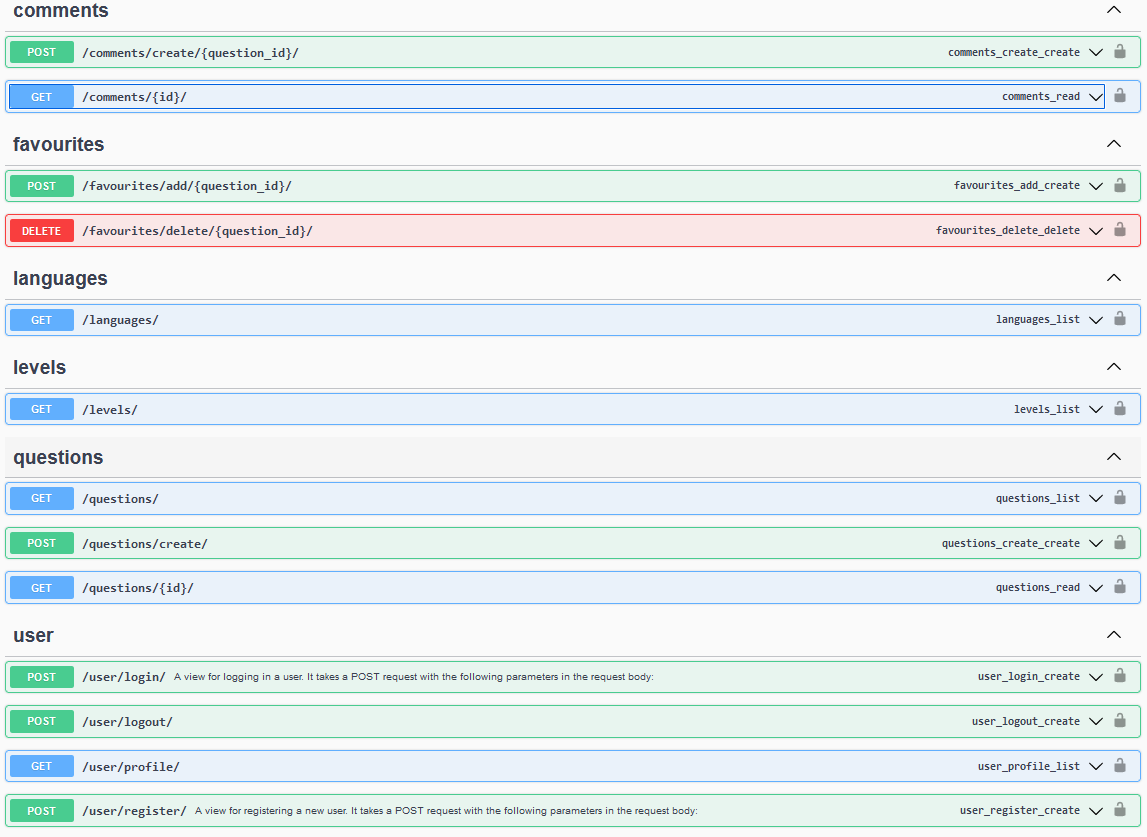 comments
POST /comments/create/{question_id}/ comments_create_create
GET /comments/{id}/ comments_read
favourites
POST /favourites/add/{question_id}/ favourites_add_create
DELETE /favourites/delete/{question_id}/ favourites_delete_delete
languages
GET /languages/ languages_list
levels
GET /levels/ levels_list
questions
GET /questions/ questions_list
POST /questions/create/ questions_create_create
GET /questions/{id}/ questions_read
user
POST /user/login/ A view for logging in a user. It takes a POST request with the following parameters in the request body: user_login_create
POST /user/logout/ user_logout_create
GET /user/profile/ user_profile_list
POST /user/register/ A view for registering a new user. It takes a POST request with the following parameters in the request body: user_register_create